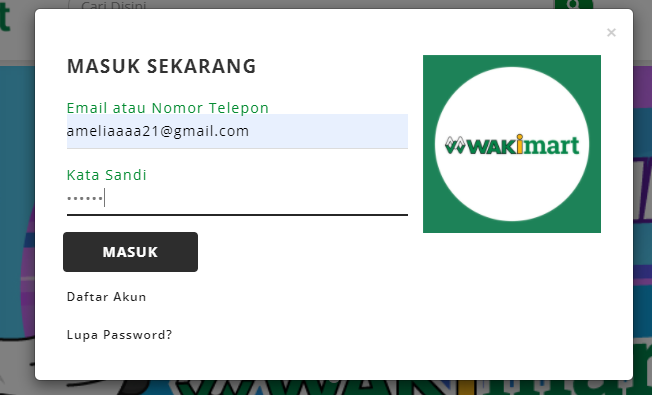 Cari Disini
×
MASUK SEKARANG
Email atau Nomor Telepon
ameliaaaa21@gmail.com
Kata Sandi
••••••
MASUK
Daftar Akun
Lupa Password?
WAKimart